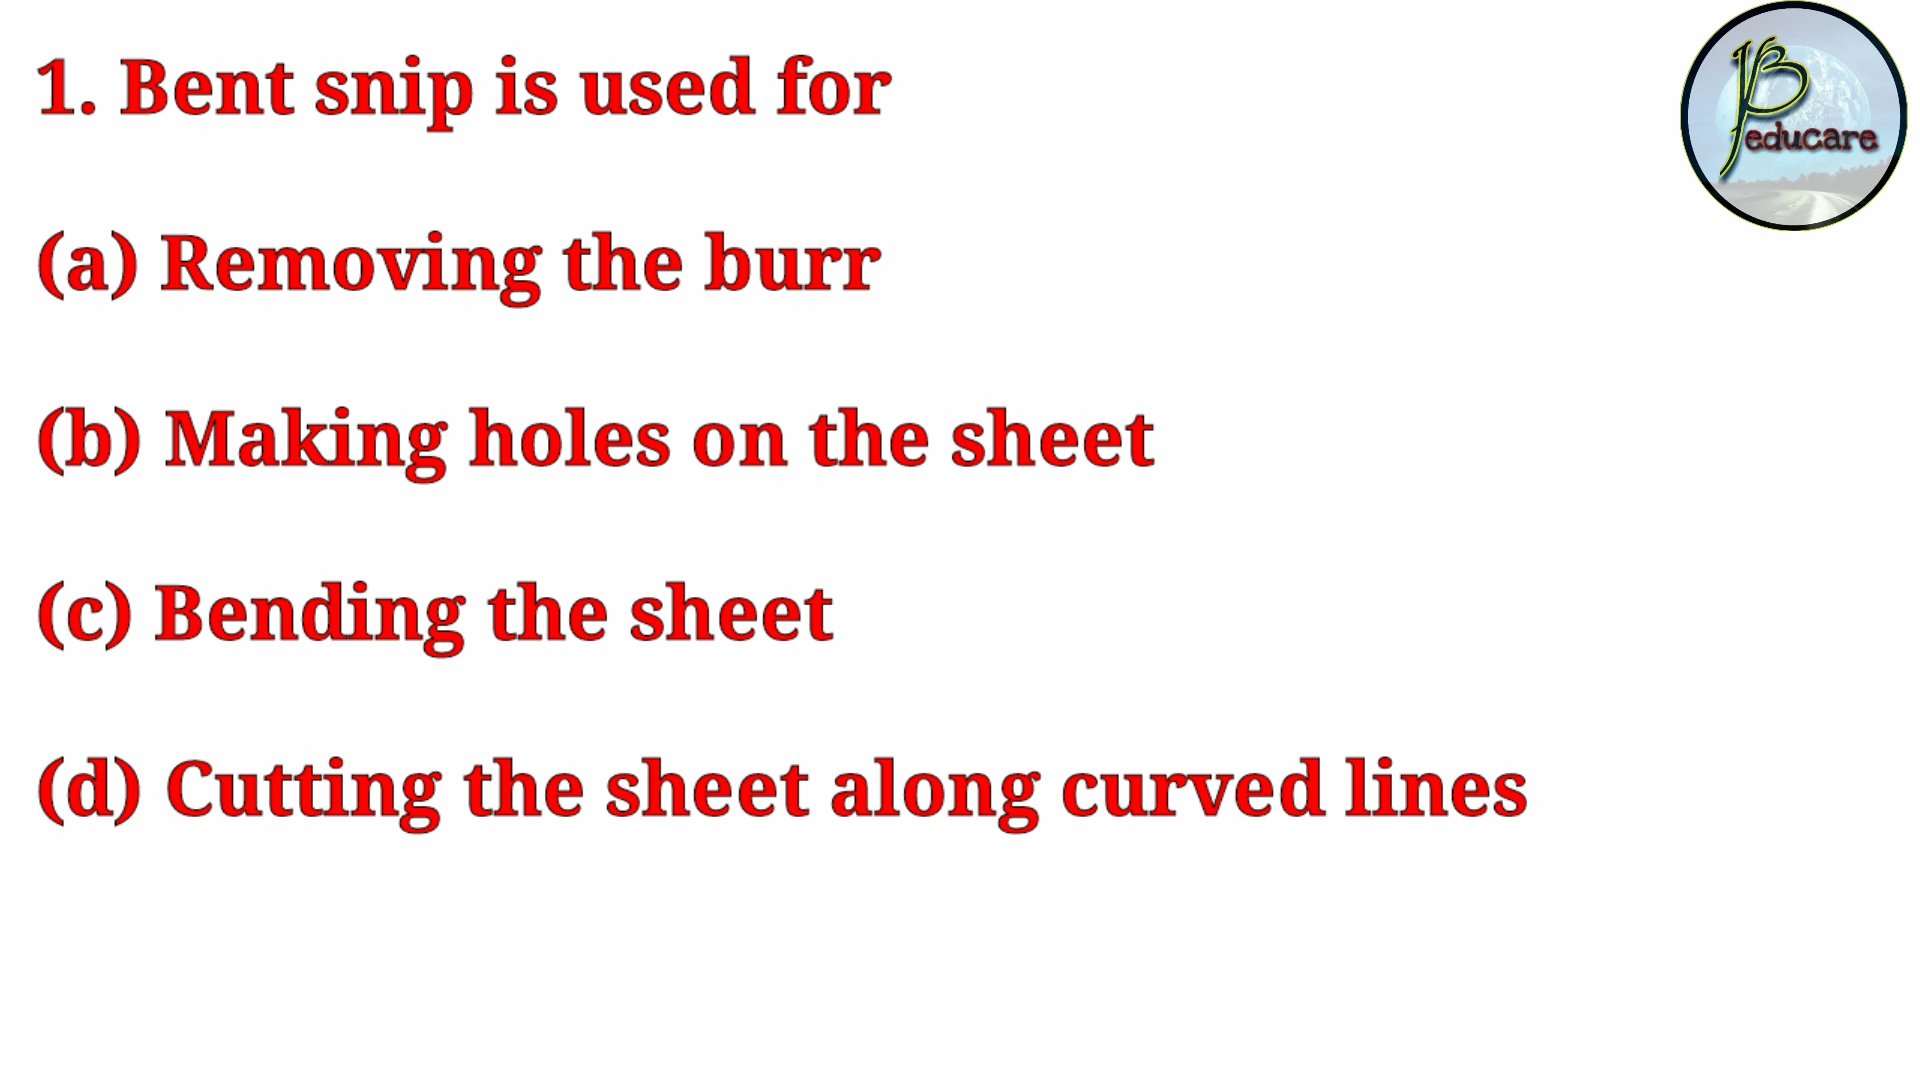 1. Bent snip is used for
(a) Removing the burr
(b) Making holes on the sheet
(c) Bending the sheet
(d) Cutting the sheet along curved lines
educare